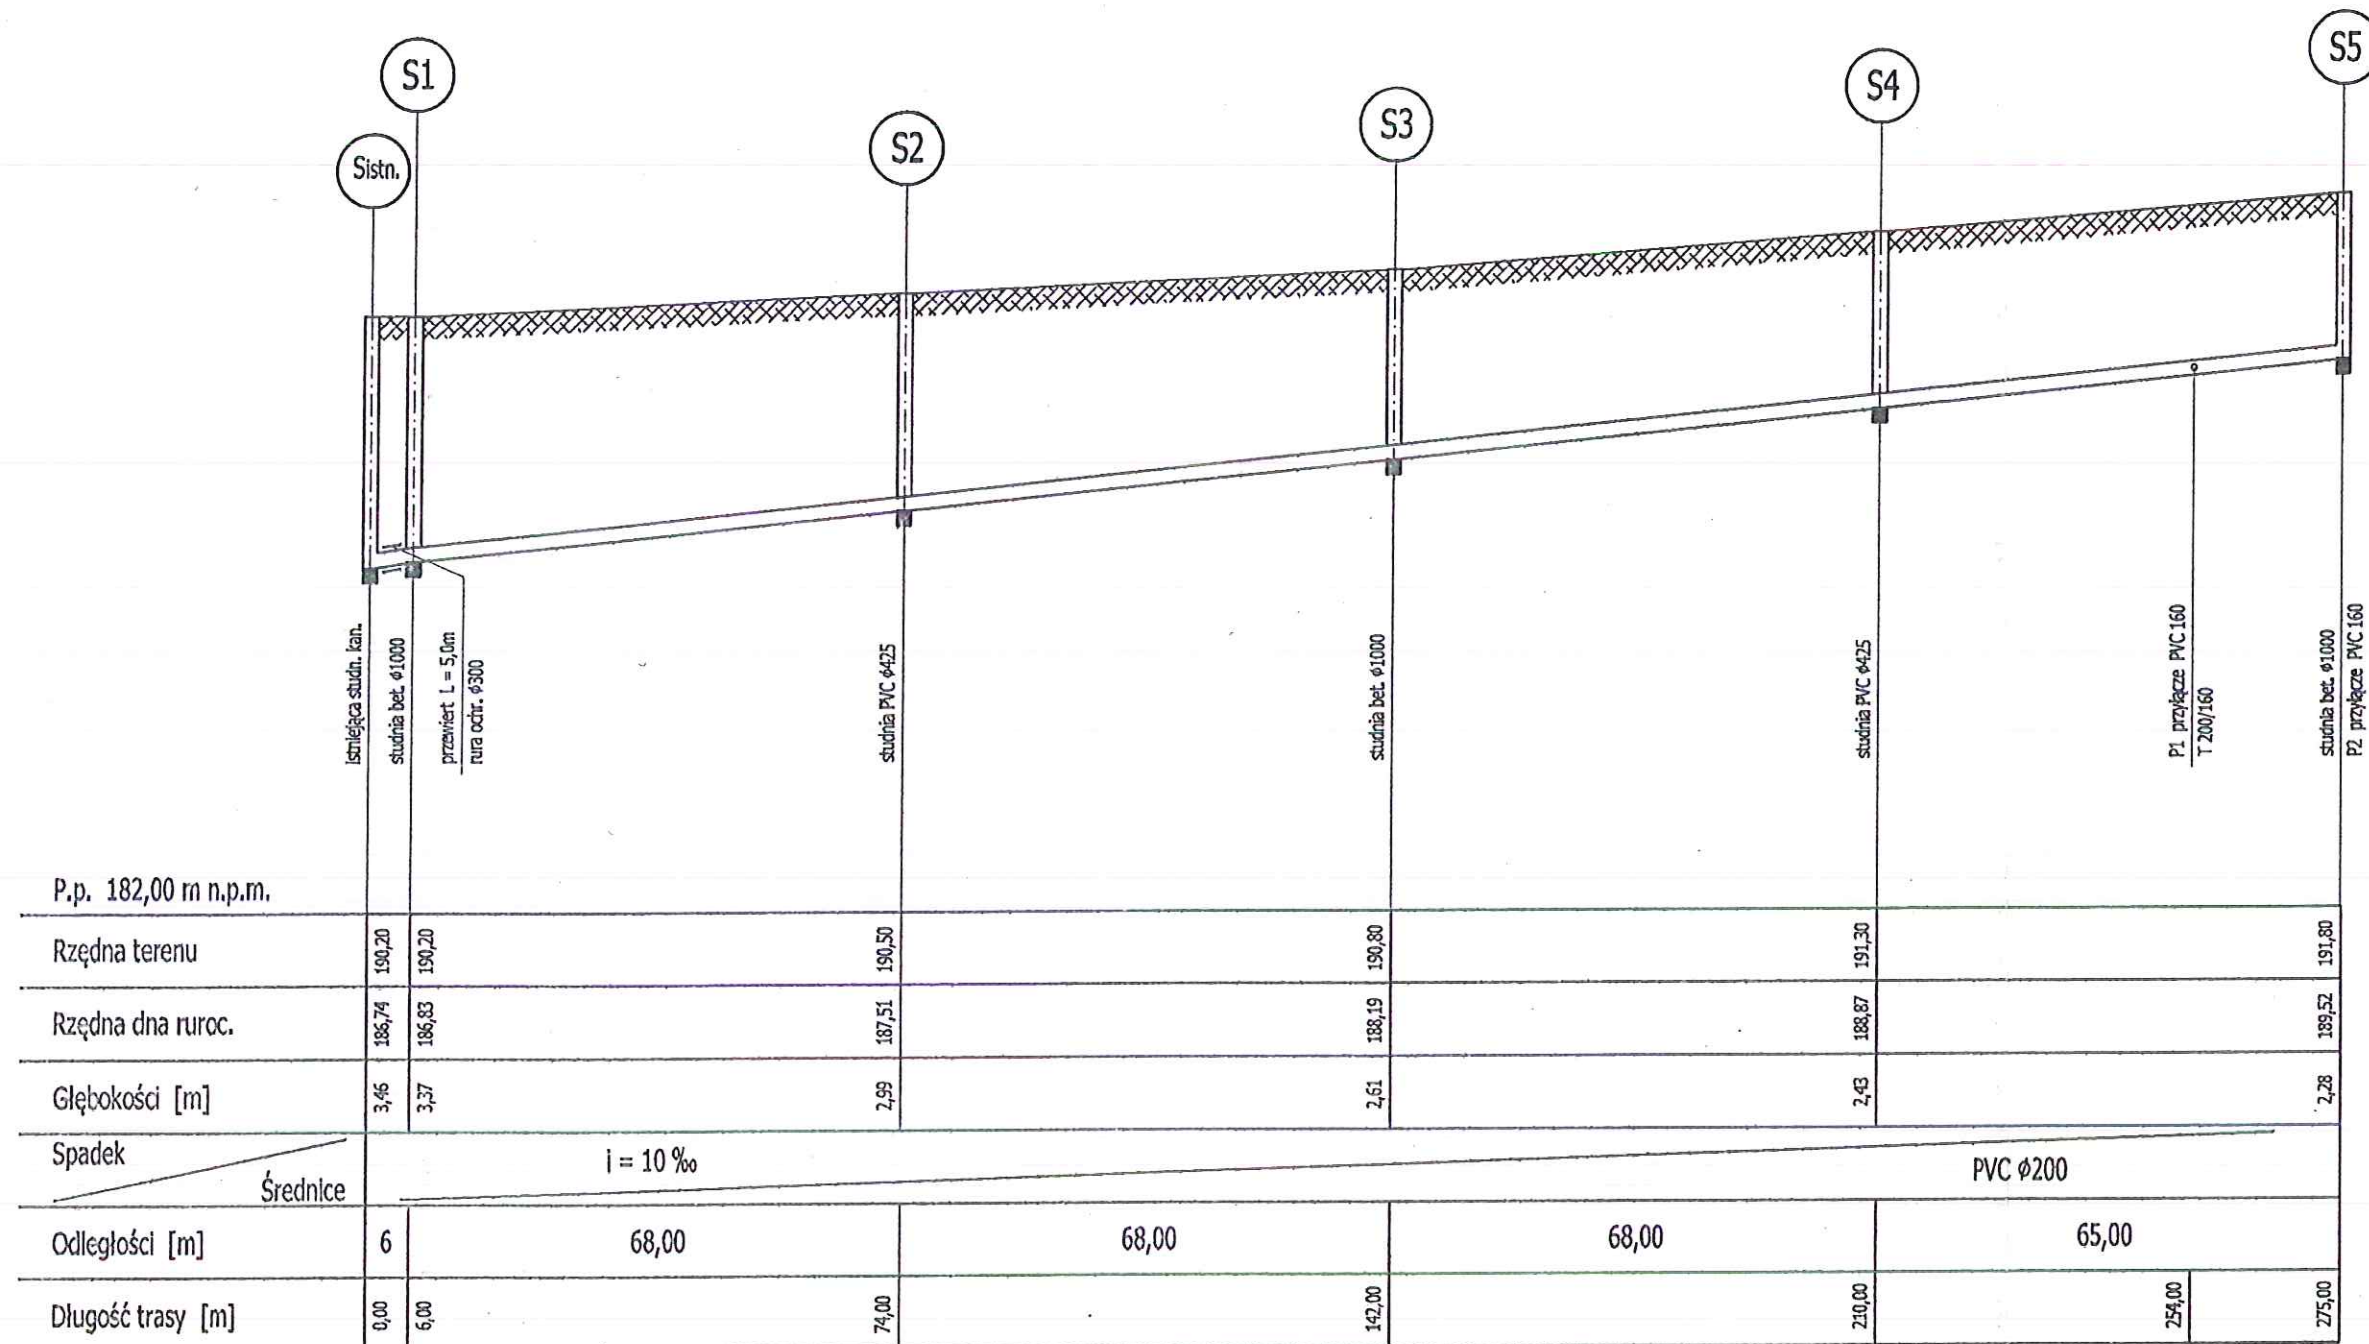 S1
S2
S3
S4
S5
Sistn.
Istniejąca studn. kan.
studnia bet. ϕ1000
przewiert L = 5,0m
rura ochr. ϕ300
studnia PVC ϕ425
studnia bet. ϕ1000
studnia PVC ϕ425
P1 przyłącze PVC 160
T 200/160
studnia bet. ϕ1000
P2 przyłącze PVC 160
P.p. 182,00 m n.p.m.
Rzędna terenu 190,20 190,20 190,50 190,80 191,30 191,80
Rzędna dna ruroc. 186,74 186,83 187,51 188,19 188,87 189,52
Głębokości [m] 3,46 3,37 2,99 2,61 2,43 2,28
Spadek i = 10 ‰
Średnice PVC ϕ200
Odległości [m] 6 68,00 68,00 68,00 65,00
Długość trasy [m] 0,00 6,00 74,00 142,00 210,00 254,00 275,00